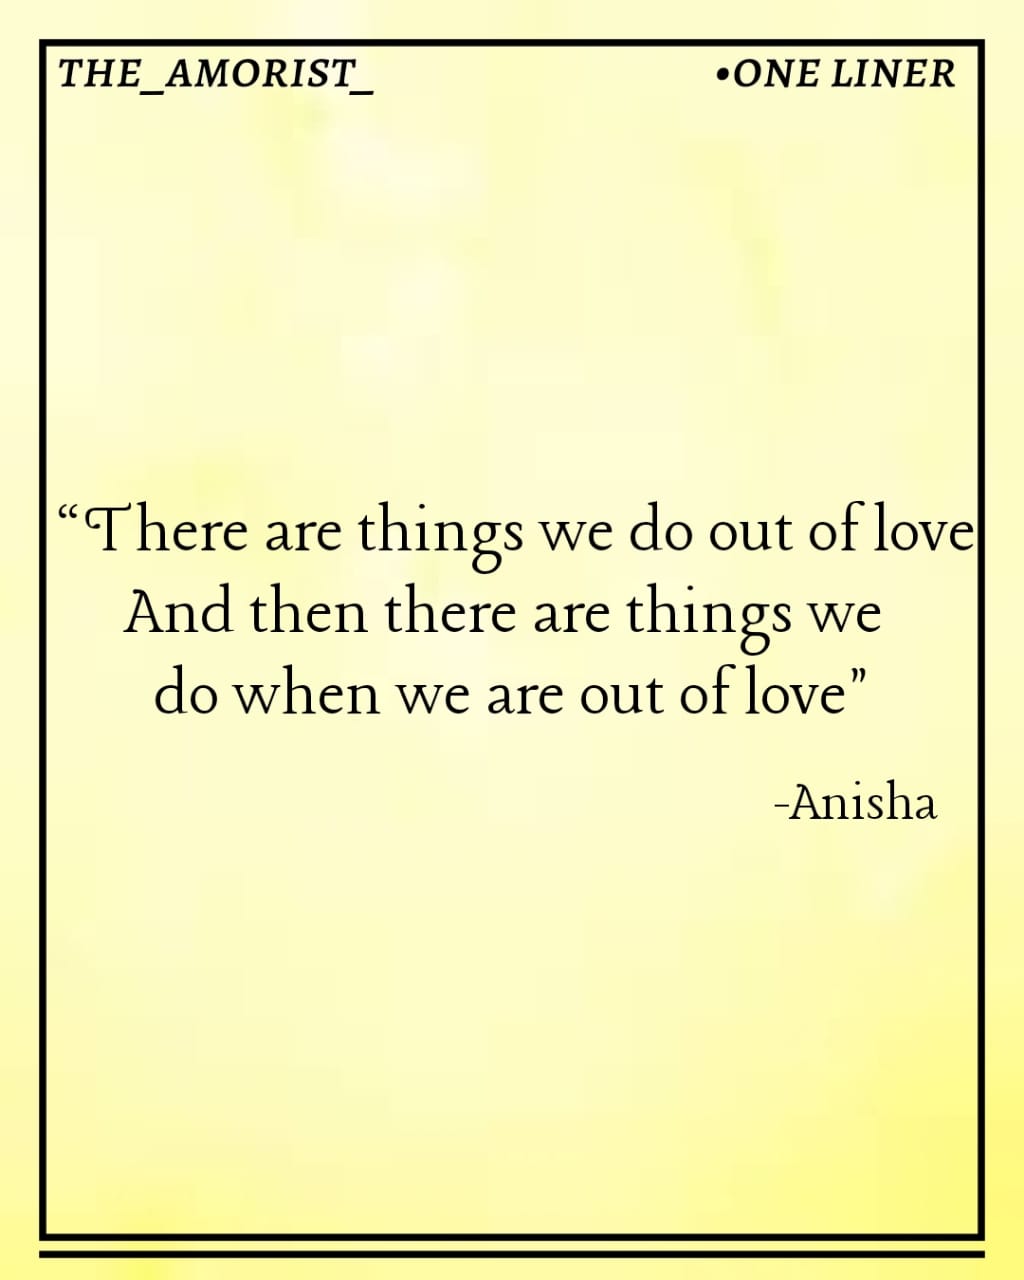 THE_AMORIST_
•ONE LINER
“There are things we do out of love
And then there are things we
do when we are out of love”
-Anisha